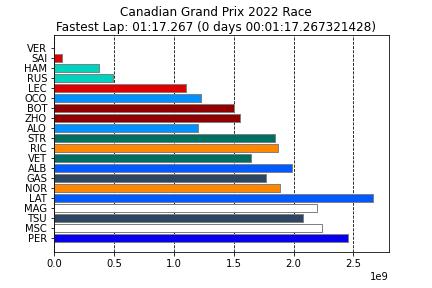 Canadian Grand Prix 2022 Race
Fastest Lap: 01:17.267 (0 days 00:01:17.267321428)
VER
SAI
HAM
RUS
LEC
OCO
BOT
ZHO
ALO
STR
RIC
VET
ALB
GAS
NOR
LAT
MAG
TSU
MSC
PER
0.0 0.5 1.0 1.5 2.0 2.5
1e9